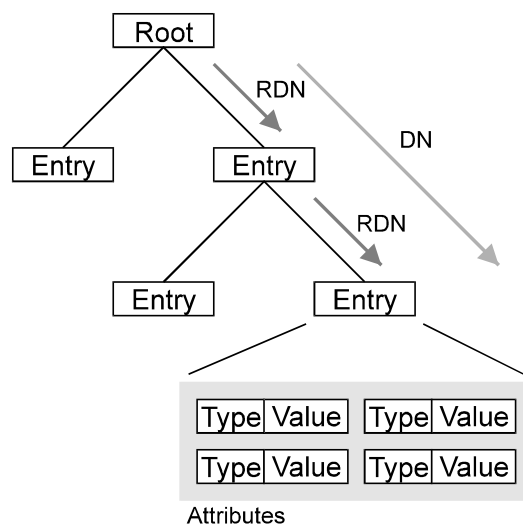 Root
RDN
DN
Entry
Entry
RDN
Entry
Entry
Type Value
Type Value
Type Value
Type Value
Attributes